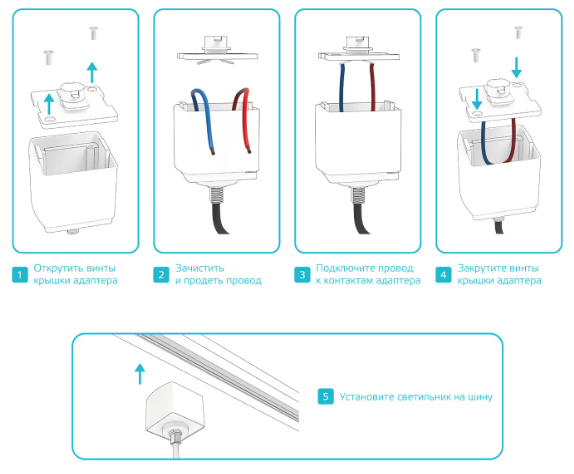 1 Открутить винты
крышки адаптера
2 Зачистить
и продеть провод
3 Подключите провод
к контактам адаптера
4 Закрутите винты
крышки адаптера
5 Установите светильник на шину